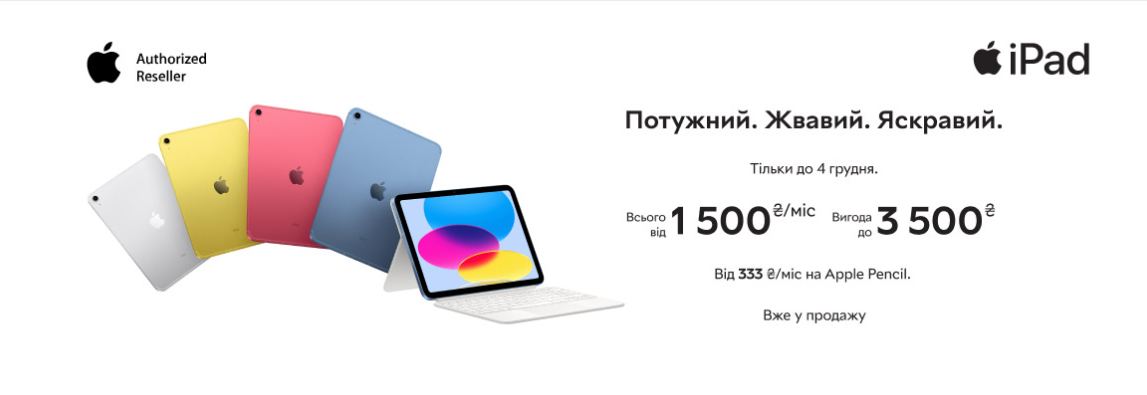 Authorized
Reseller
iPad
Потужний. Жвавий. Яскравий.
Тільки до 4 грудня.
Всього від 1 500 ₴/міс Вигода до 3 500 ₴
Від 333 ₴/міс на Apple Pencil.
Вже у продажу